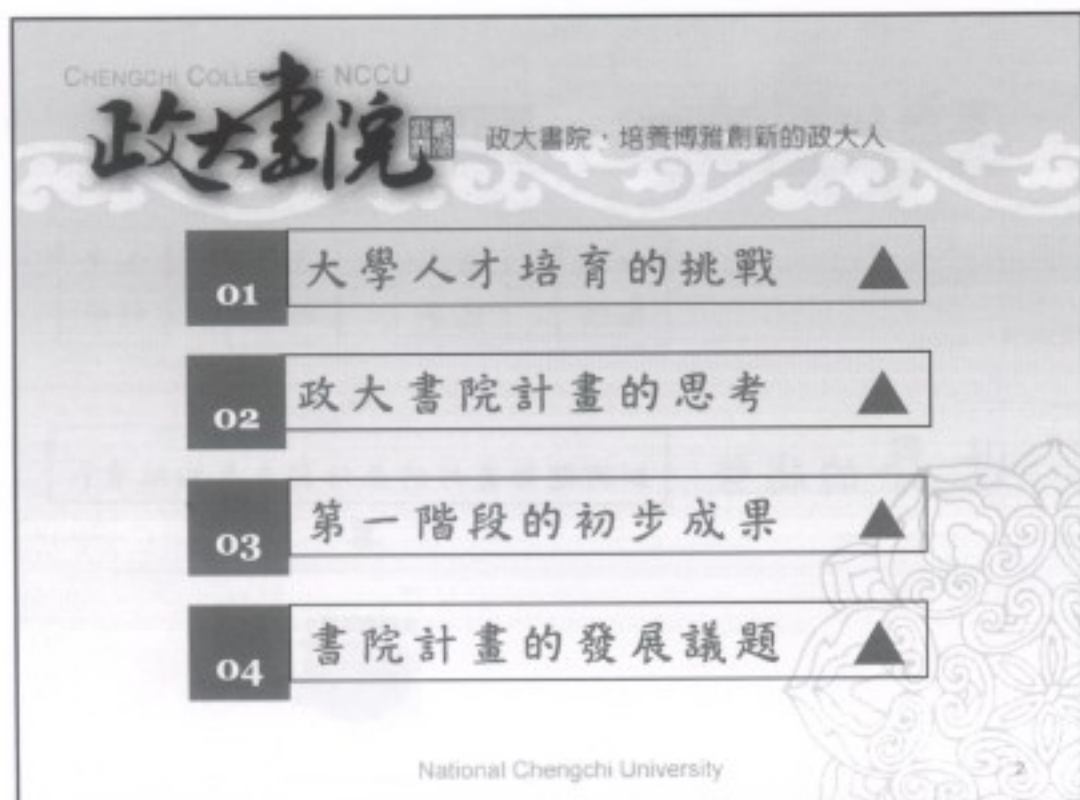 CHENGCHI COLLEGE OF NCCU
政大書院
政大書院，培養博雅創新的政大人
01 大學人才培育的挑戰
02 政大書院計畫的思考
03 第一階段的初步成果
04 書院計畫的發展議題
National Chengchi University
2